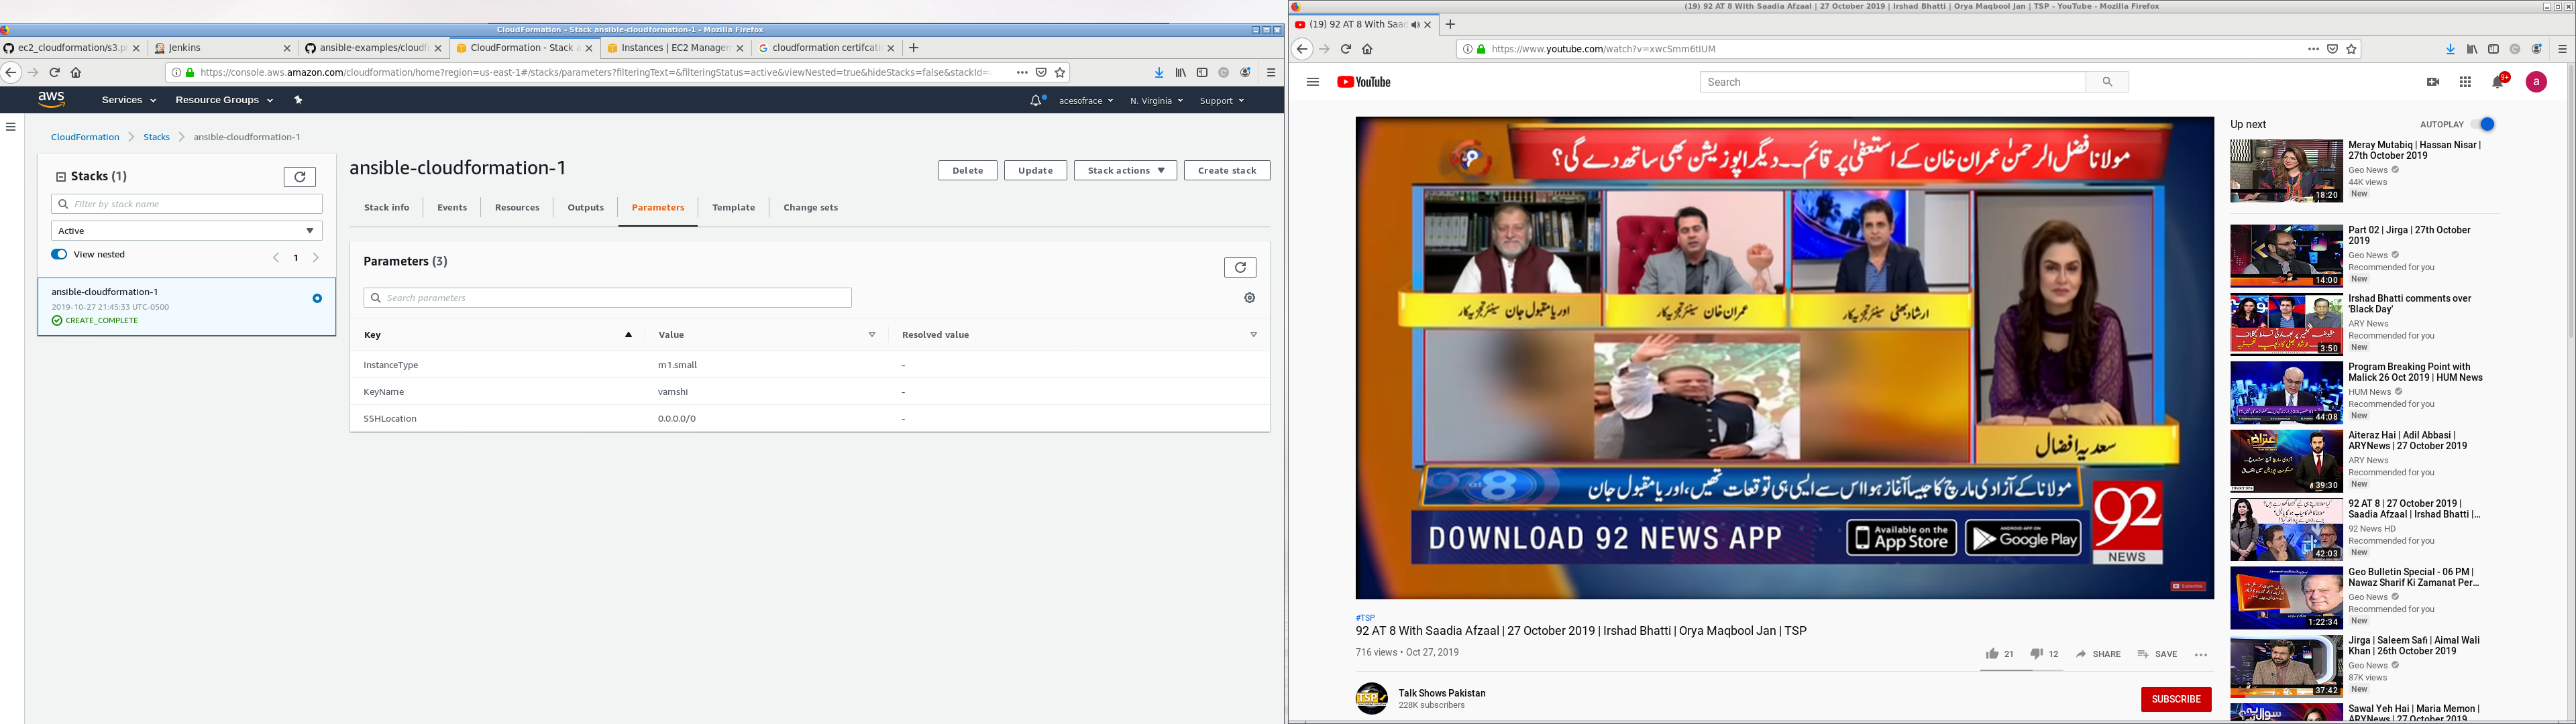 CloudFormation - Stack ansible-cloudformation-1 - Mozilla Firefox
ec2_cloudformation/s3.p
Jenkins
ansible-examples/cloudf
CloudFormation - Stack a
Instances | EC2 Managem
cloudformation certifcati
https://console.aws.amazon.com/cloudformation/home?region=us-east-1#/stacks/parameters?filteringText=&filteringStatus=active&viewNested=true&hideStacks=false&stackId=
aws
Services
Resource Groups
acesofrace
N. Virginia
Support
CloudFormation
Stacks
ansible-cloudformation-1
Stacks (1)
Filter by stack name
Active
View nested
1
ansible-cloudformation-1
2019-10-27 21:45:33 UTC-0500
CREATE_COMPLETE
ansible-cloudformation-1
Delete
Update
Stack actions
Create stack
Stack info
Events
Resources
Outputs
Parameters
Template
Change sets
Parameters (3)
Search parameters
Key
Value
Resolved value
InstanceType
m1.small
-
KeyName
vamshi
-
SSHLocation
0.0.0.0/0
-
(19) 92 AT 8 With Saadia Afzaal | 27 October 2019 | Irshad Bhatti | Orya Maqbool Jan | TSP - YouTube - Mozilla Firefox
(19) 92 AT 8 With Saad
https://www.youtube.com/watch?v=xwcSmm6tIUM
YouTube
Search
9+
a
مولانا فضل الرحمنٰ عمران خان کے استعفیٰ پر قائم۔۔دیگر اپوزیشن بھی ساتھ دے گی؟
اوریا مقبول جان سینئر تجزیہ کار
عمران خان سینئر تجزیہ کار
ارشاد بھٹی سینئر تجزیہ کار
سعدیہ افضال
92 at 8
مولانا کے آزادی مارچ کا جیسا آغاز ہوا اس سے ایسی ہی توقعات تھیں، اوریا مقبول جان
DOWNLOAD 92 NEWS APP
Available on the
App Store
ANDROID APP ON
Google Play
92
NEWS
Subscribe
#TSP
92 AT 8 With Saadia Afzaal | 27 October 2019 | Irshad Bhatti | Orya Maqbool Jan | TSP
716 views • Oct 27, 2019
21
12
SHARE
SAVE
TSP
Talk Shows Pakistan
228K subscribers
SUBSCRIBE
Up next
AUTOPLAY
Meray Mutabiq | Hassan Nisar |
27th October 2019
Geo News
44K views
New
18:20
Part 02 | Jirga | 27th October
2019
Geo News
Recommended for you
New
14:00
Irshad Bhatti comments over
'Black Day'
ARY News
Recommended for you
New
3:50
Program Breaking Point with
Malick 26 Oct 2019 | HUM News
HUM News
Recommended for you
New
44:08
Aiteraz Hai | Adil Abbasi |
ARYNews | 27 October 2019
ARY News
Recommended for you
New
39:30
92 AT 8 | 27 October 2019 |
Saadia Afzaal | Irshad Bhatti |...
92 News HD
Recommended for you
New
42:03
Geo Bulletin Special - 06 PM |
Nawaz Sharif Ki Zamanat Per...
Geo News
Recommended for you
New
1:22:34
Jirga | Saleem Safi | Aimal Wali
Khan | 26th October 2019
Geo News
87K views
New
37:42
Sawal Yeh Hai | Maria Memon |
ARYNews | 27 October 2019